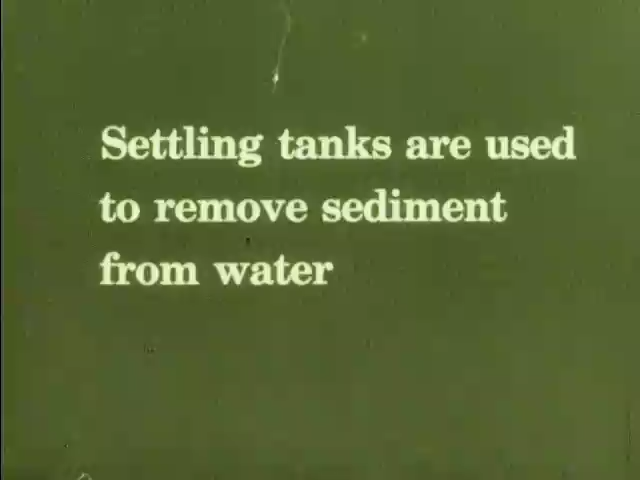 Settling tanks are used
to remove sediment
from water